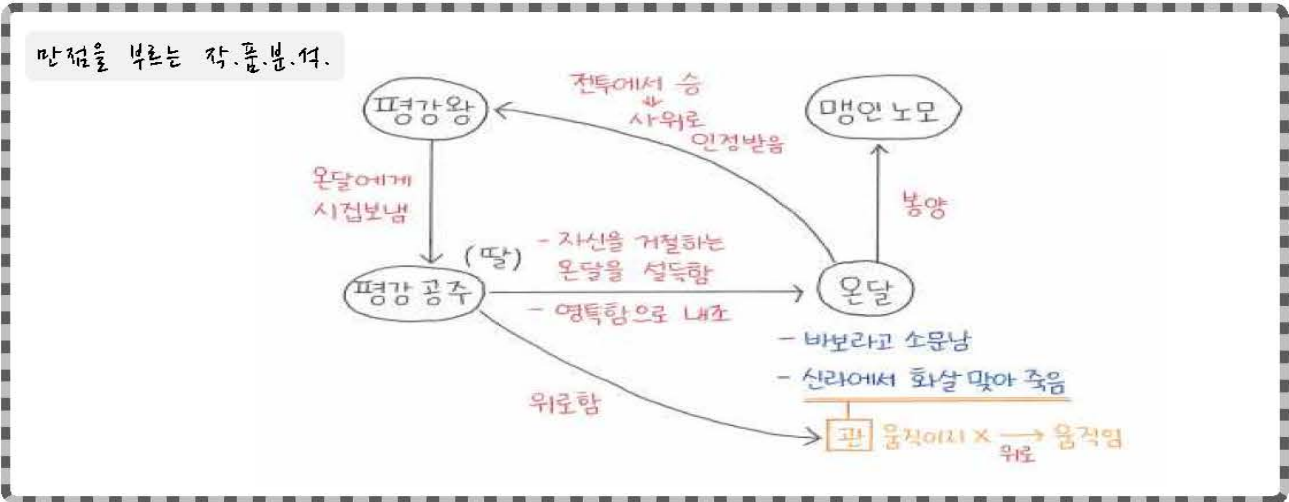 만점을 부르는 작.품.분.석.
전투에서 승
⇓
사위로
인정받음
평강왕
맹인노모
온달에게
시집보냄
봉양
(딸)
- 자신을 거절하는
온달을 설득함
평강공주
온달
- 영특함으로 내조
- 바보라고 소문남
- 신라에서 화살 맞아 죽음
위로함
관 움직이지 X → 움직임
위로